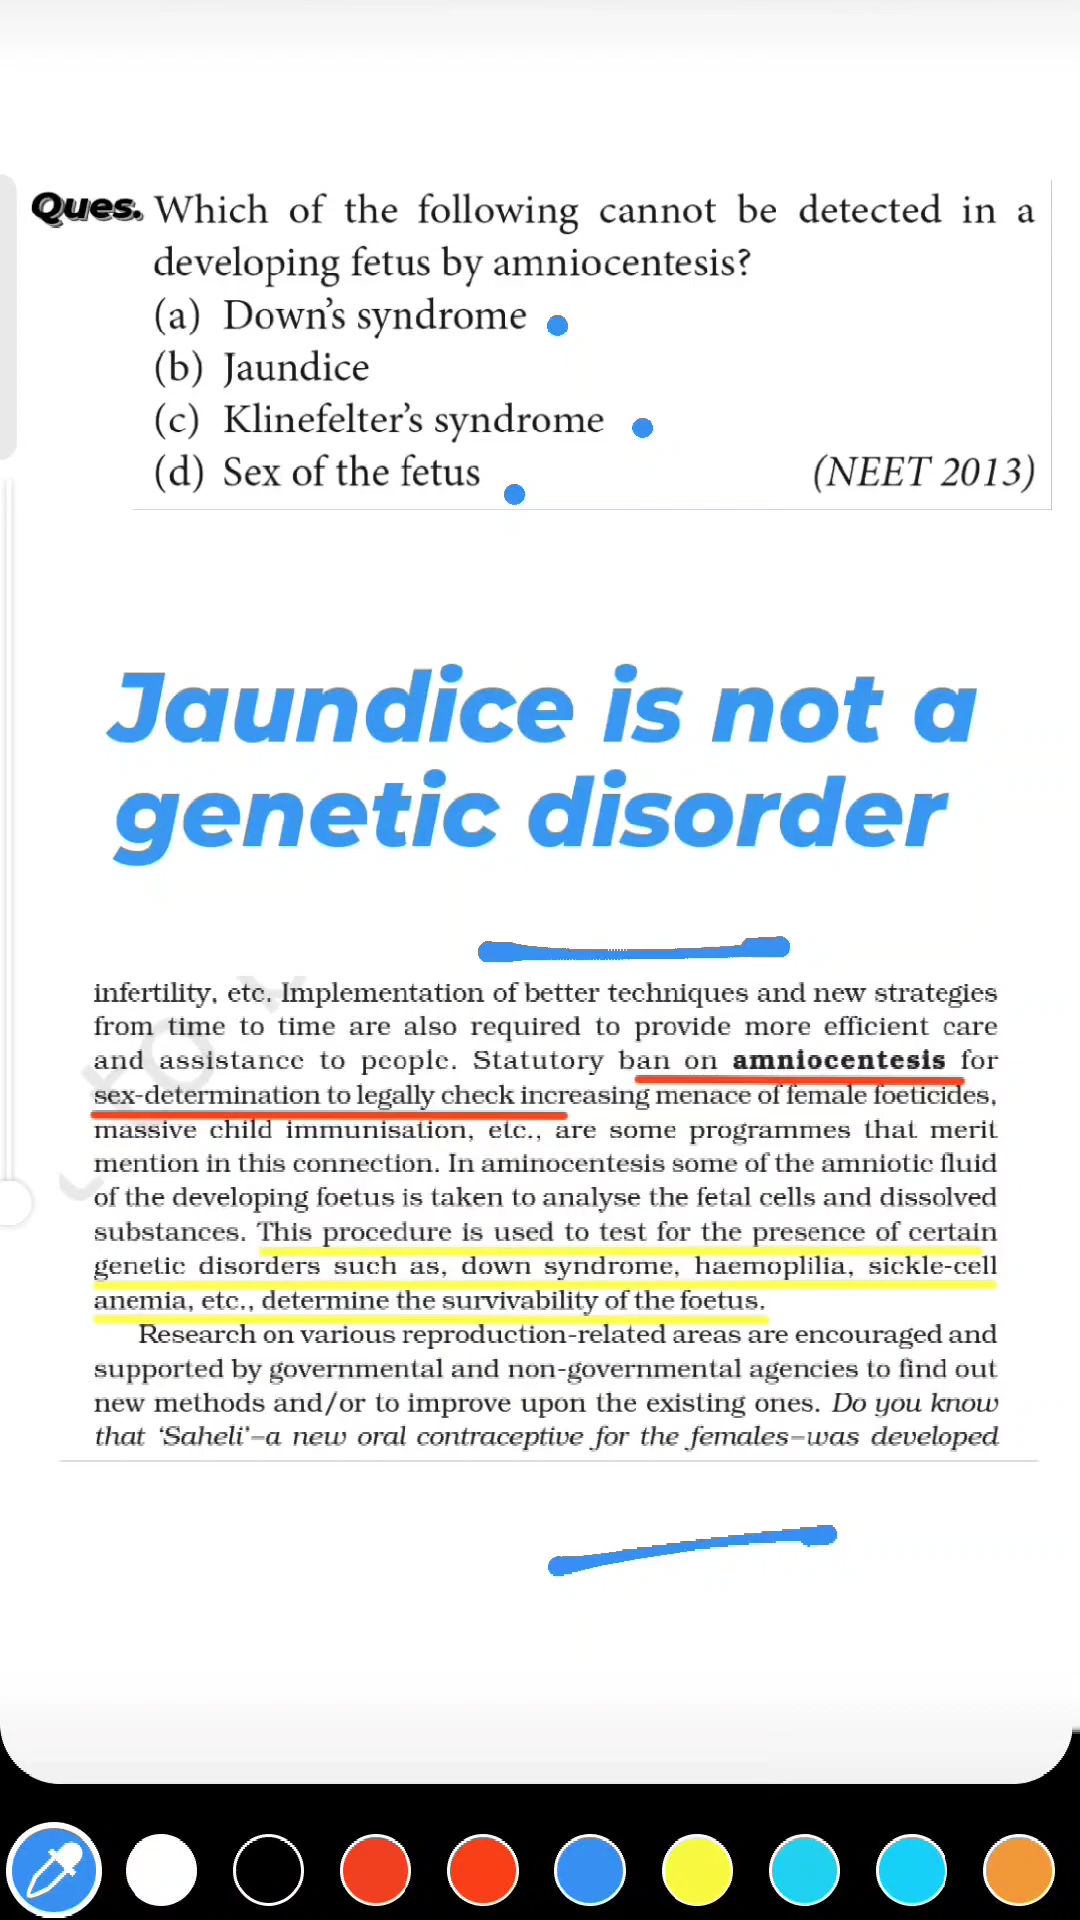 Ques. Which of the following cannot be detected in a
developing fetus by amniocentesis?
(a) Down's syndrome
(b) Jaundice
(c) Klinefelter's syndrome
(d) Sex of the fetus (NEET 2013)
Jaundice is not a
genetic disorder
infertility, etc. Implementation of better techniques and new strategies
from time to time are also required to provide more efficient care
and assistance to people. Statutory ban on amniocentesis for
sex-determination to legally check increasing menace of female foeticides,
massive child immunisation, etc., are some programmes that merit
mention in this connection. In aminocentesis some of the amniotic fluid
of the developing foetus is taken to analyse the fetal cells and dissolved
substances. This procedure is used to test for the presence of certain
genetic disorders such as, down syndrome, haemoplilia, sickle-cell
anemia, etc., determine the survivability of the foetus.
Research on various reproduction-related areas are encouraged and
supported by governmental and non-governmental agencies to find out
new methods and/or to improve upon the existing ones. Do you know
that 'Saheli'–a new oral contraceptive for the females–was developed